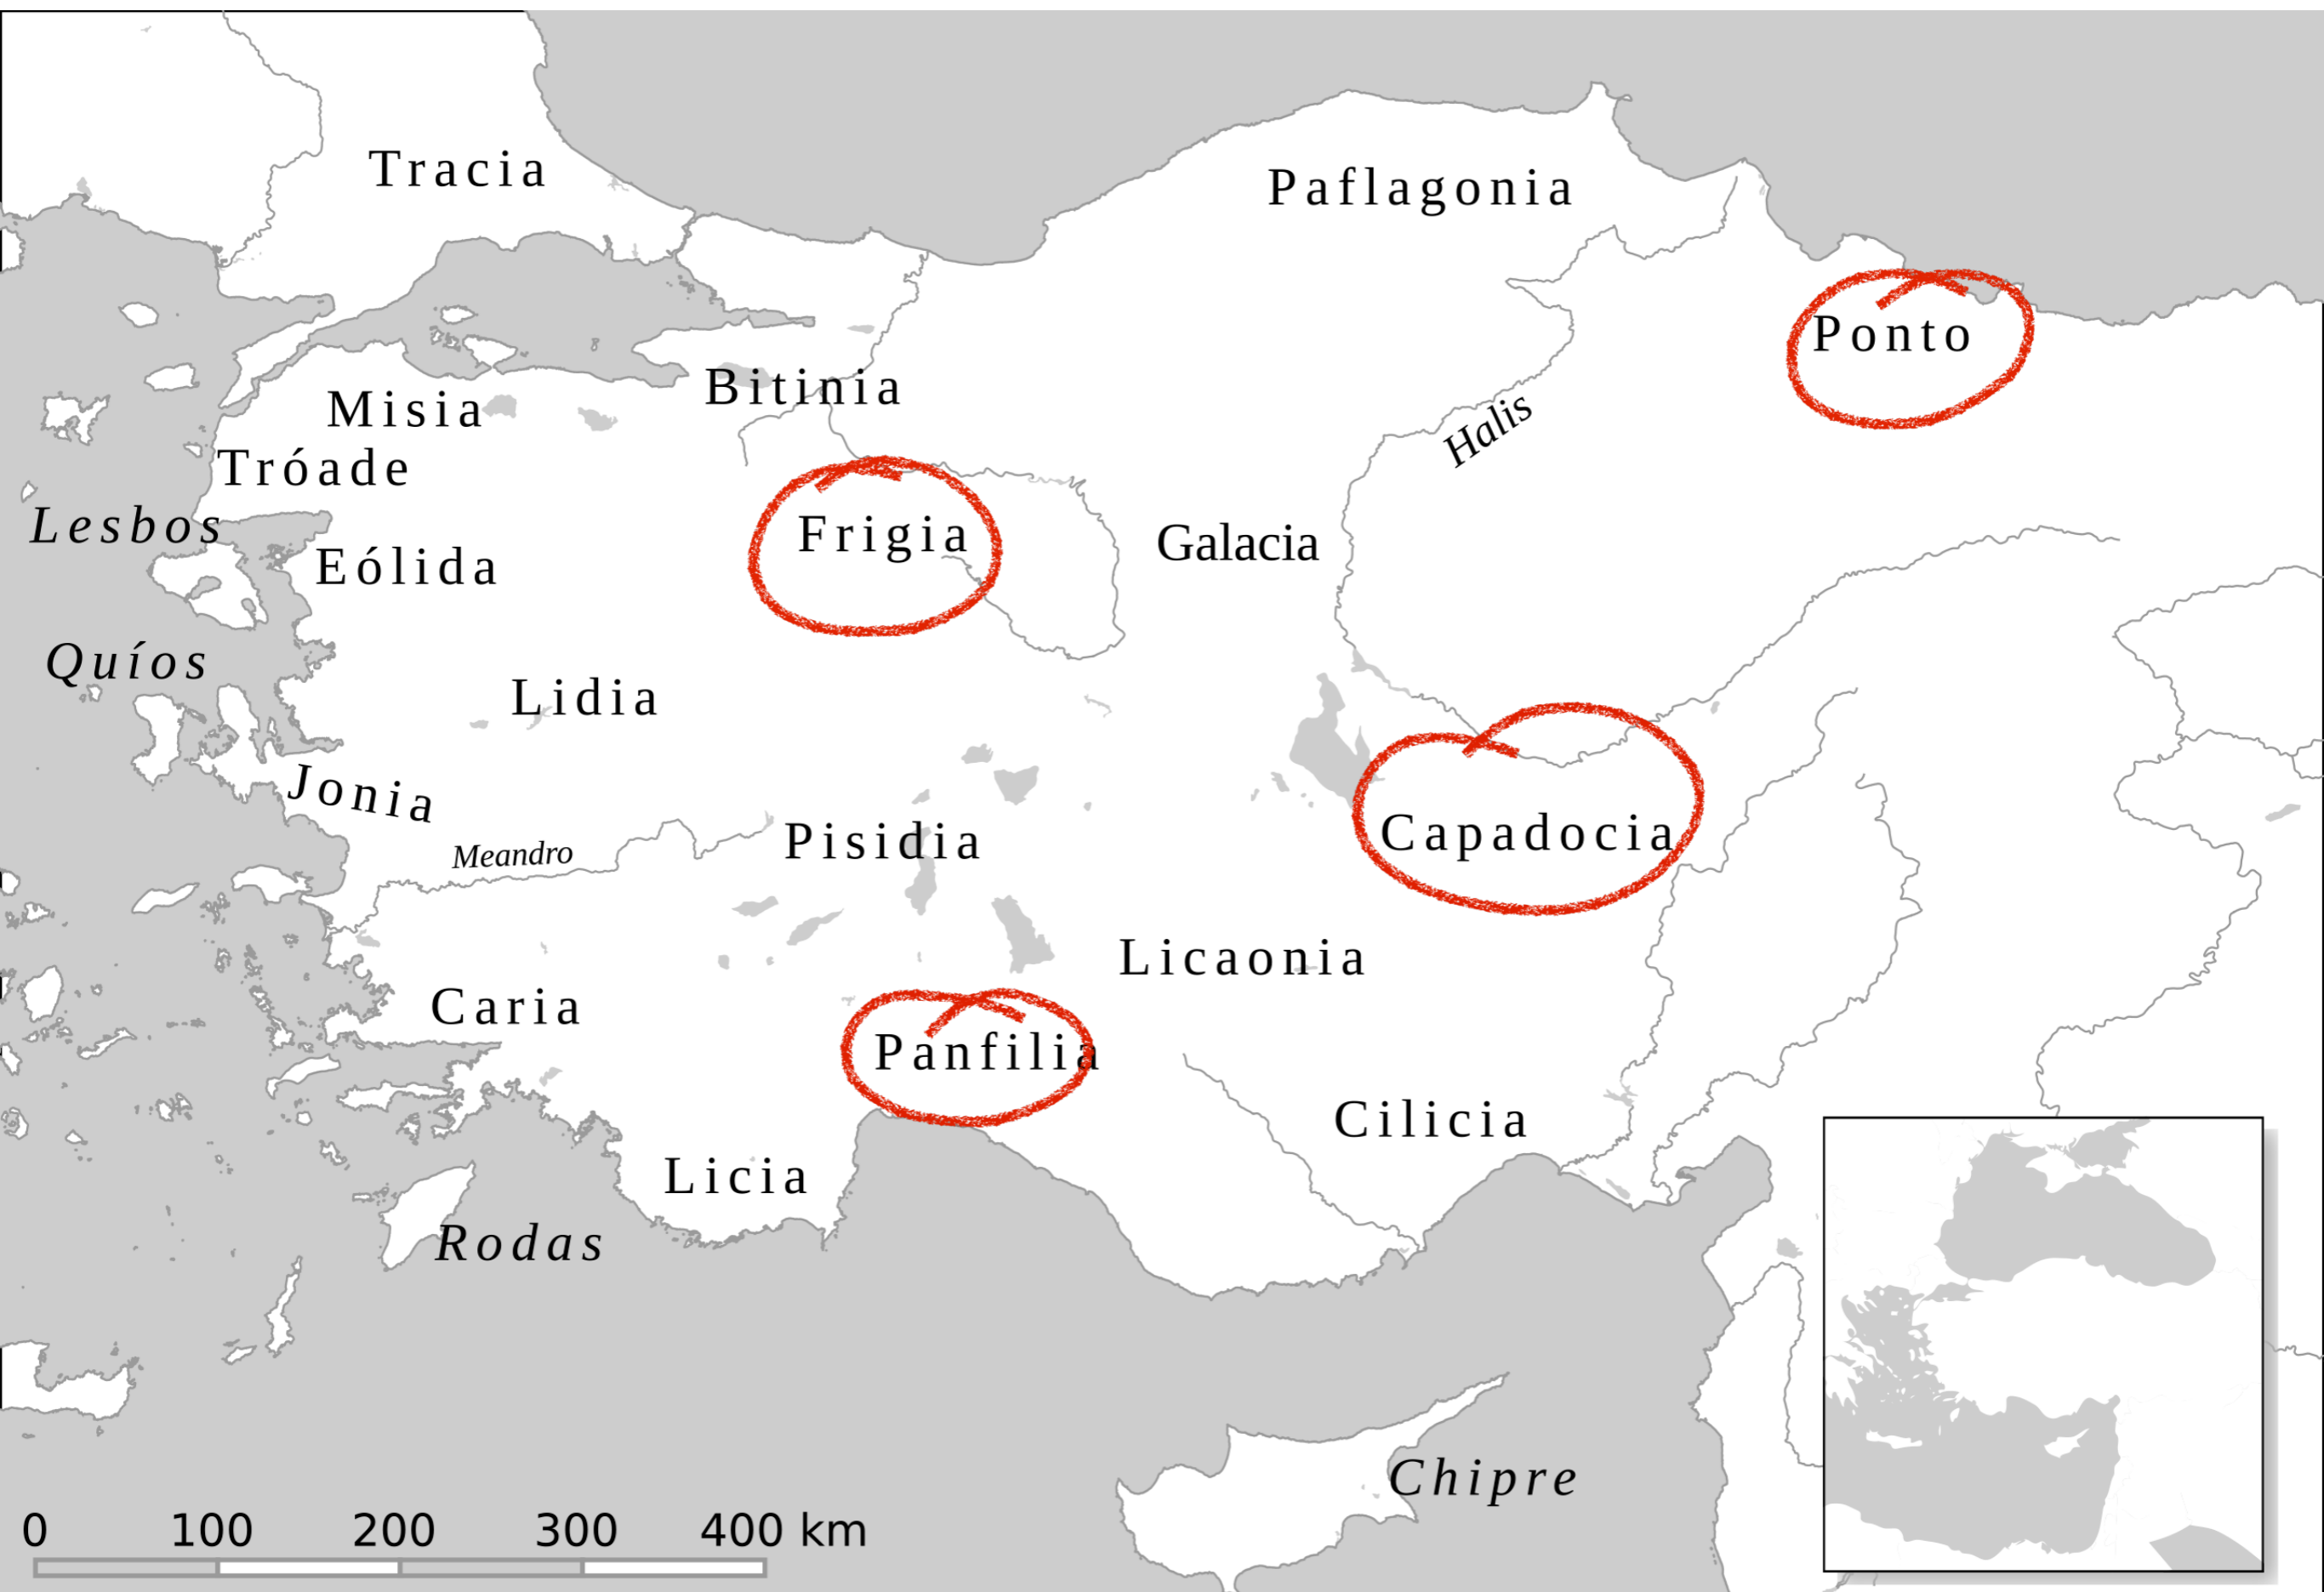 Tracia
Paflagonia
Ponto
Bitinia
Misia
Halis
Tróade
Lesbos
Frigia
Galacia
Eólida
Quíos
Lidia
Jonia
Capadocia
Pisidia
Meandro
Licaonia
Caria
Panfilia
Cilicia
Licia
Rodas
Chipre
0 100 200 300 400 km